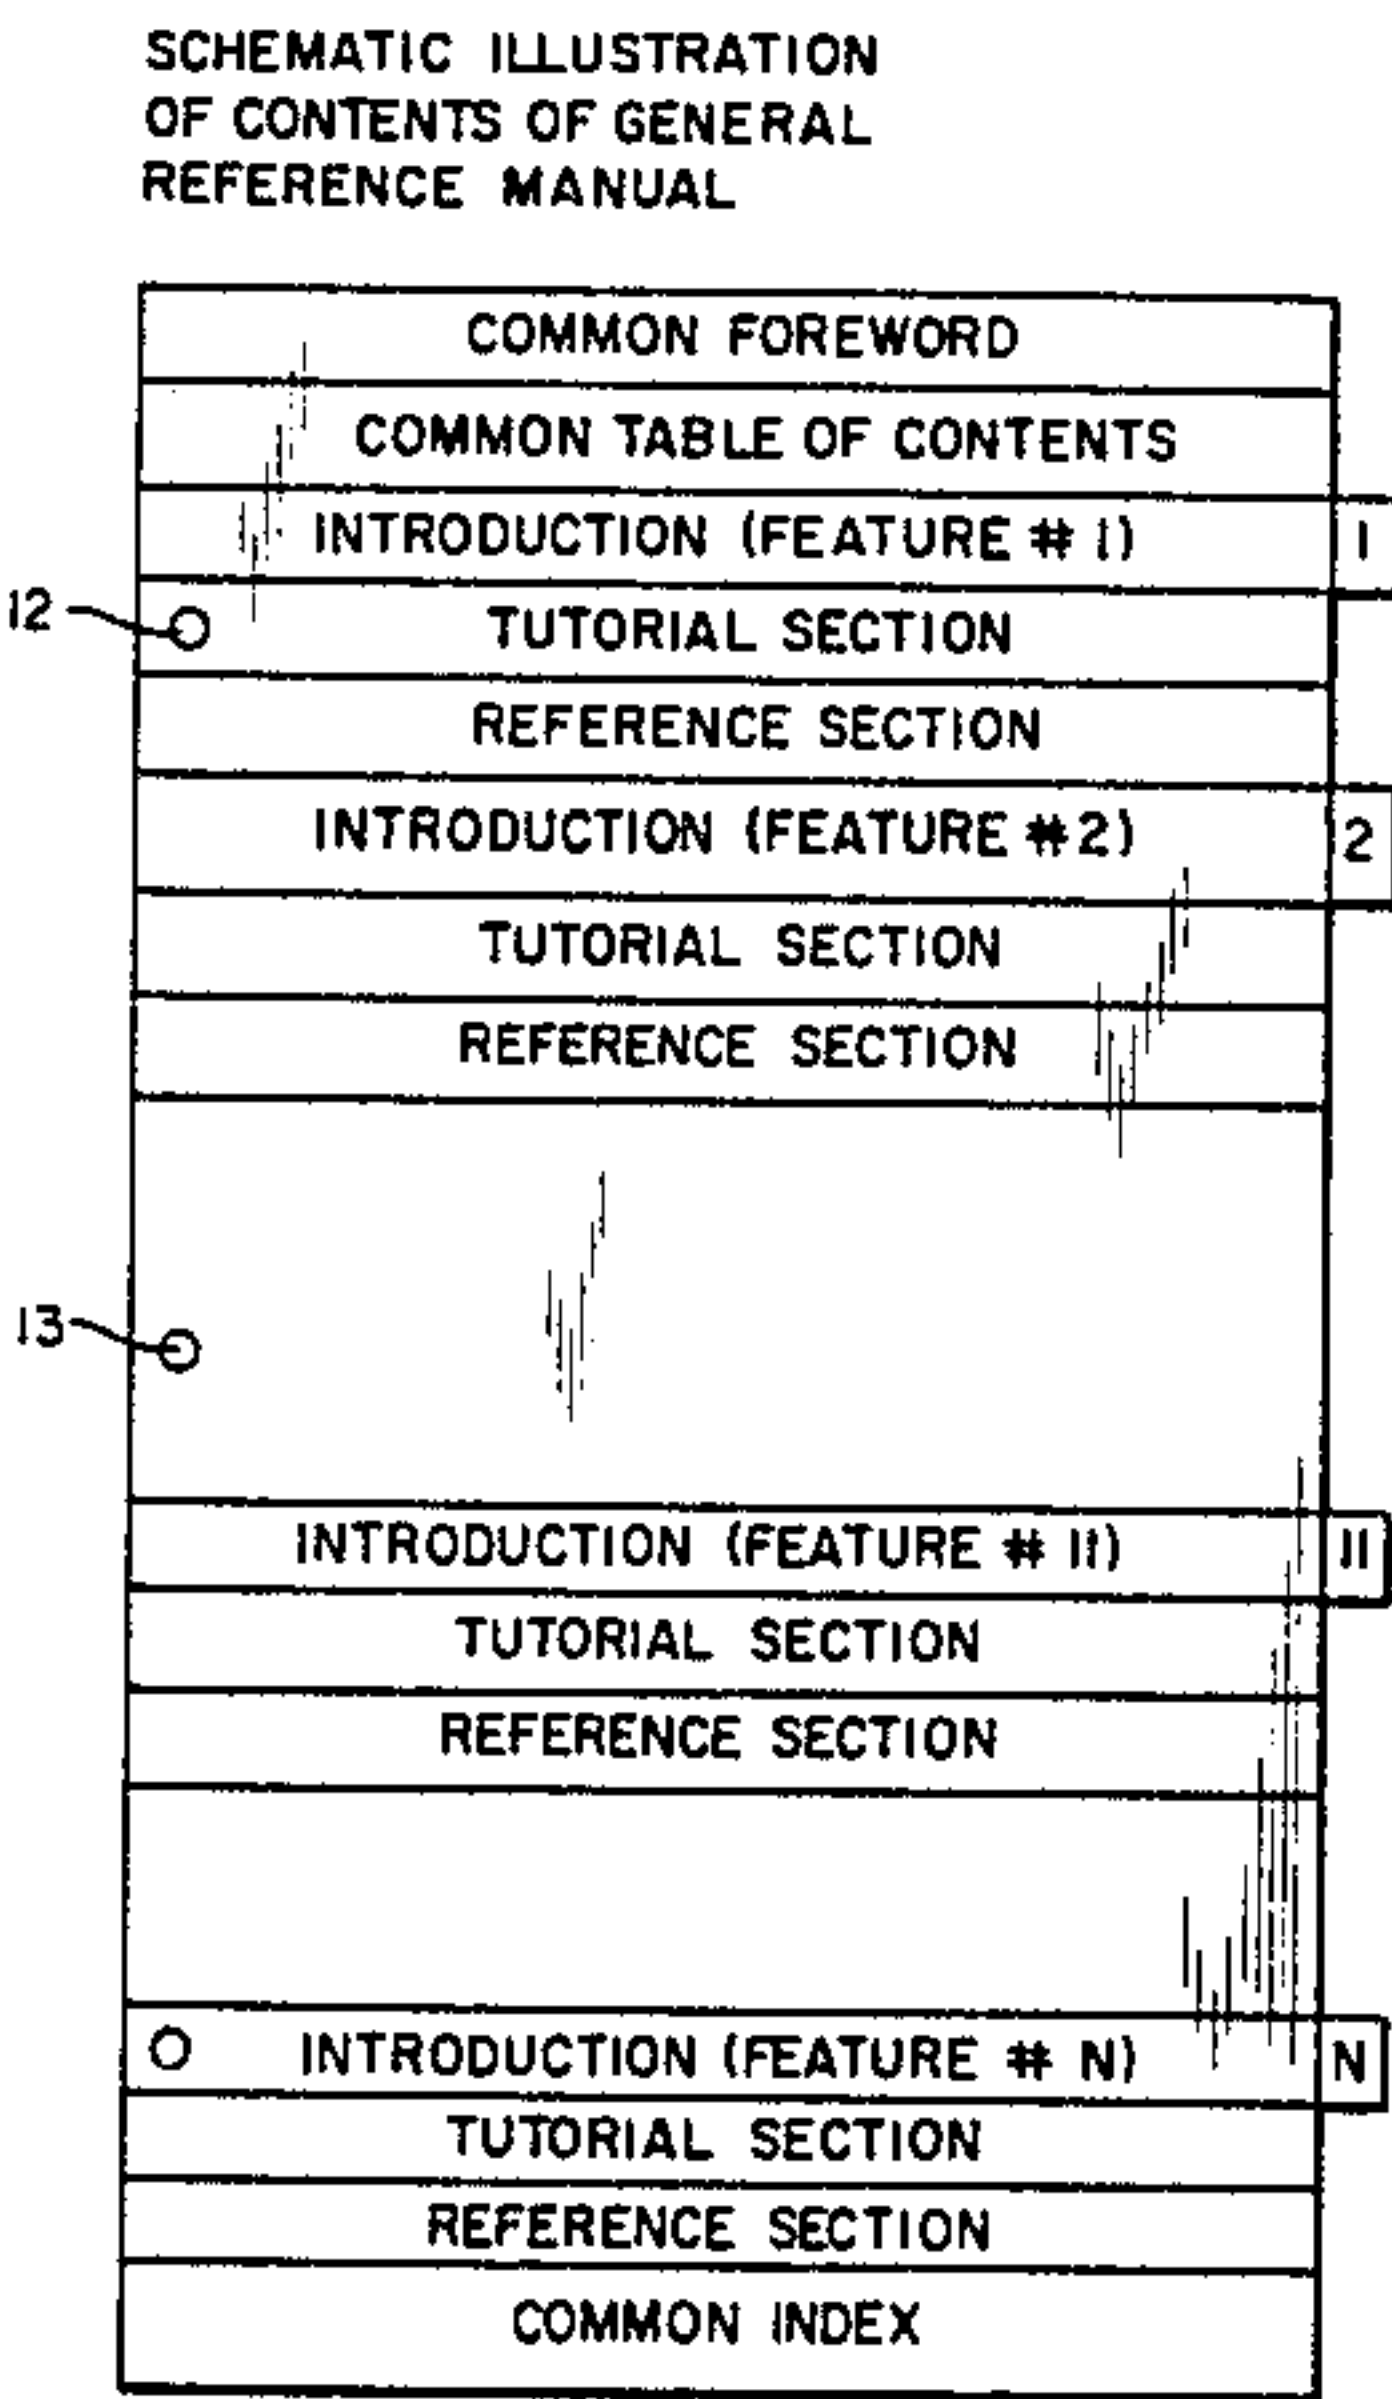 SCHEMATIC ILLUSTRATION
OF CONTENTS OF GENERAL
REFERENCE MANUAL
COMMON FOREWORD
COMMON TABLE OF CONTENTS
INTRODUCTION (FEATURE # 1) 1
12 TUTORIAL SECTION
REFERENCE SECTION
INTRODUCTION (FEATURE #2) 2
TUTORIAL SECTION
REFERENCE SECTION
13
INTRODUCTION (FEATURE # 11) 11
TUTORIAL SECTION
REFERENCE SECTION
INTRODUCTION (FEATURE # N) N
TUTORIAL SECTION
REFERENCE SECTION
COMMON INDEX